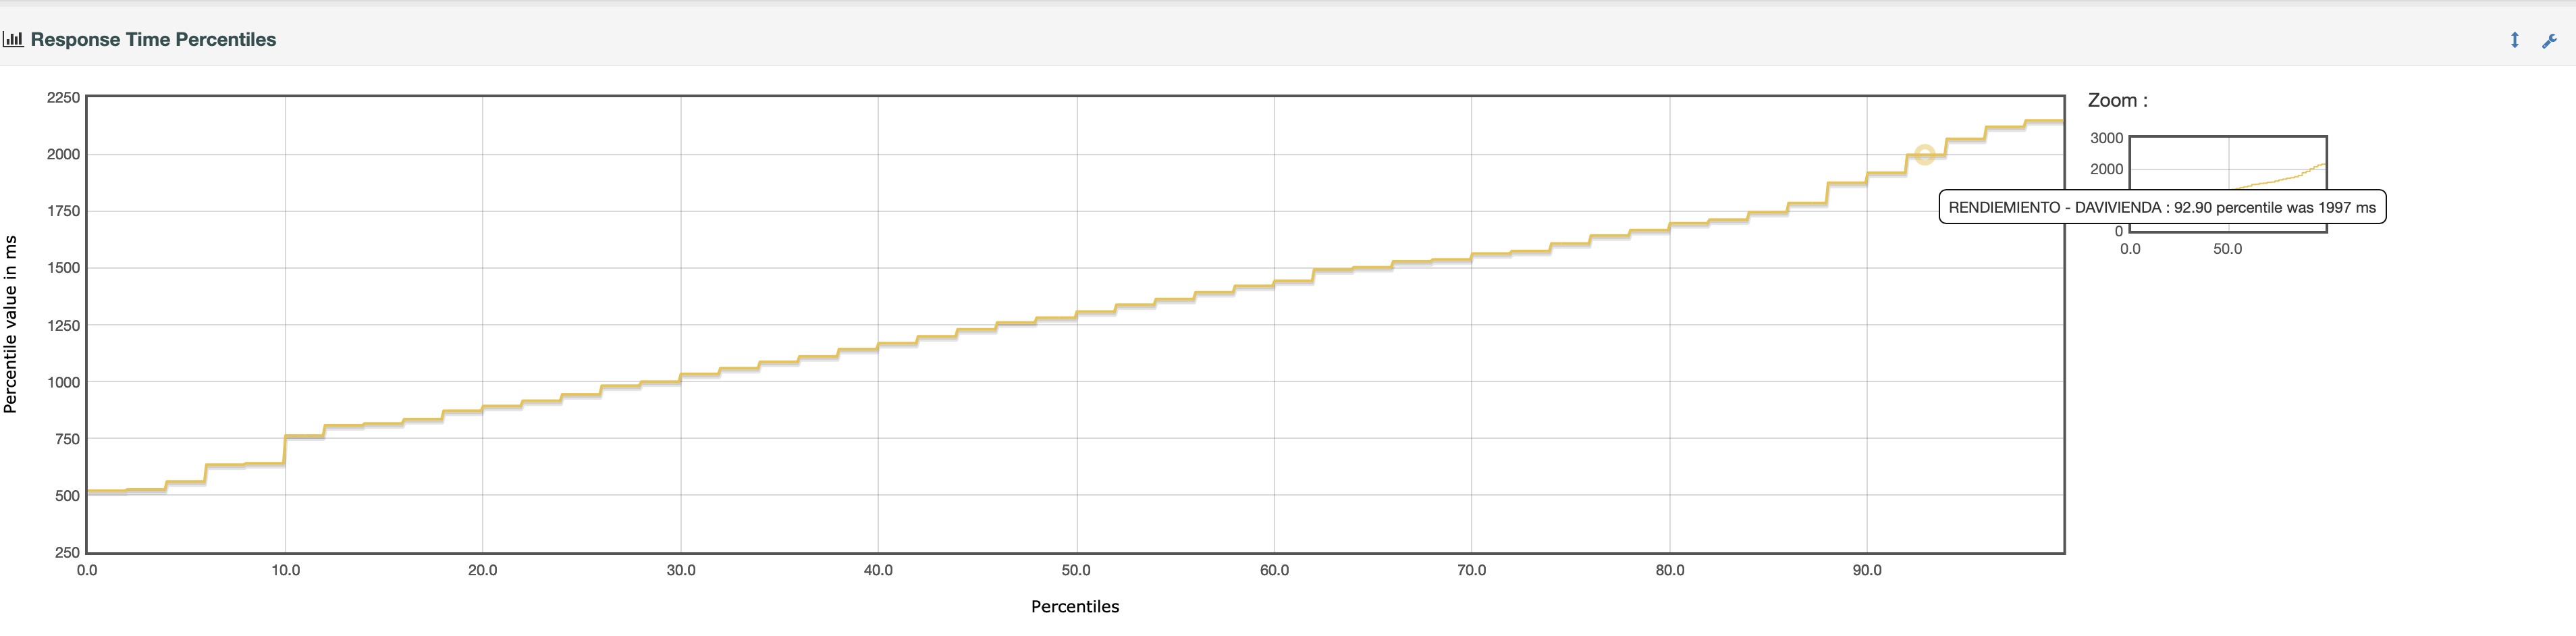 Response Time Percentiles
2250
2000
1750
1500
1250
1000
750
500
250
Percentile value in ms
0.0 10.0 20.0 30.0 40.0 50.0 60.0 70.0 80.0 90.0
Percentiles
Zoom :
3000
2000
RENDIEMIENTO - DAVIVIENDA : 92.90 percentile was 1997 ms
0
0.0 50.0